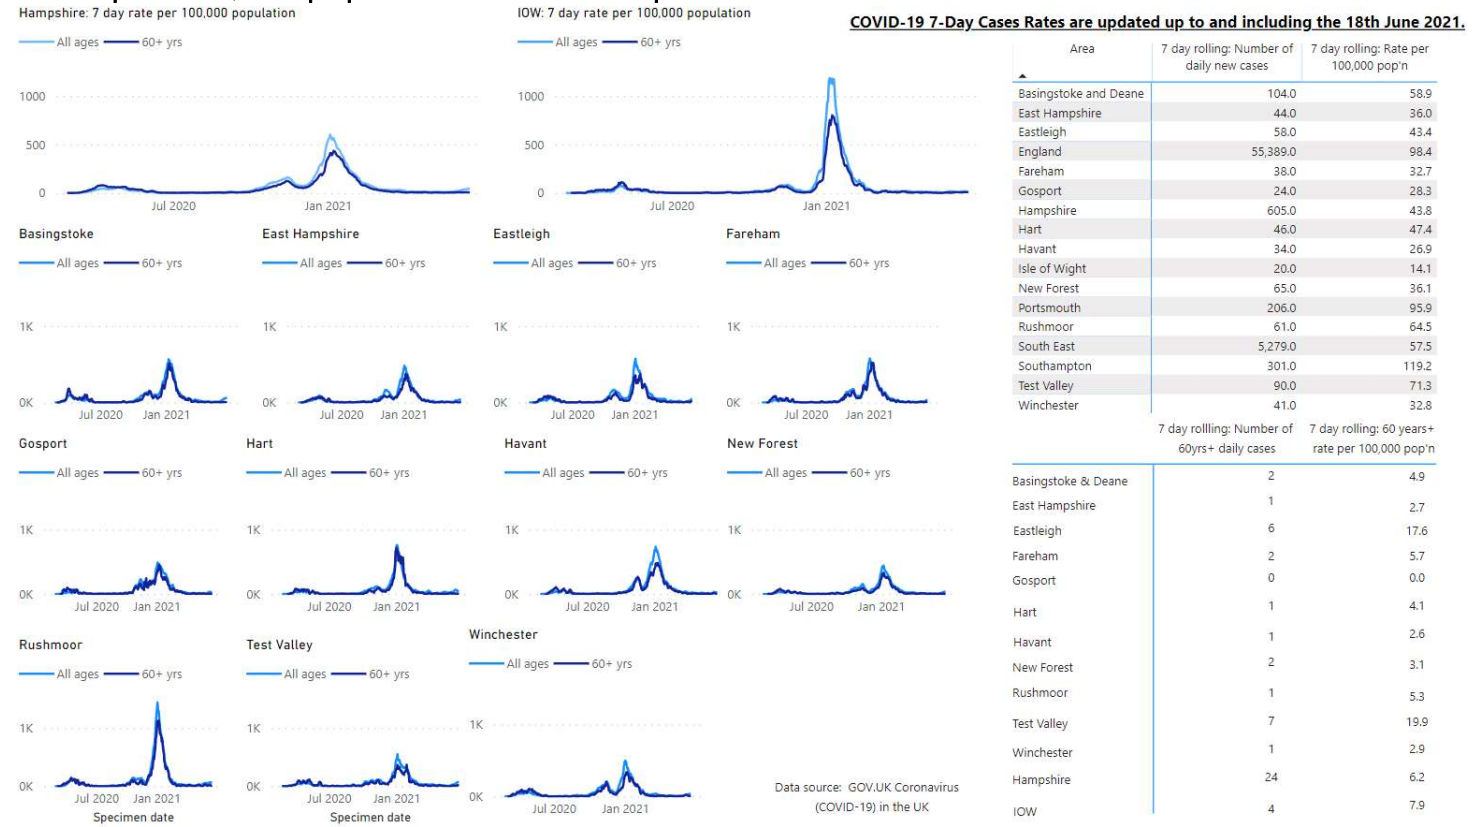 Hampshire: 7 day rate per 100,000 population
All ages 60+ yrs
1000
500
0
Jul 2020 Jan 2021
IOW: 7 day rate per 100,000 population
All ages 60+ yrs
1000
500
0
Jul 2020 Jan 2021
Basingstoke
All ages 60+ yrs
1K
0K
Jul 2020 Jan 2021
East Hampshire
All ages 60+ yrs
1K
0K
Jul 2020 Jan 2021
Eastleigh
All ages 60+ yrs
1K
0K
Jul 2020 Jan 2021
Fareham
All ages 60+ yrs
1K
0K
Jul 2020 Jan 2021
Gosport
All ages 60+ yrs
1K
0K
Jul 2020 Jan 2021
Hart
All ages 60+ yrs
1K
0K
Jul 2020 Jan 2021
Havant
All ages 60+ yrs
1K
0K
Jul 2020 Jan 2021
New Forest
All ages 60+ yrs
1K
0K
Jul 2020 Jan 2021
Rushmoor
All ages 60+ yrs
1K
0K
Jul 2020 Jan 2021
Specimen date
Test Valley
All ages 60+ yrs
1K
0K
Jul 2020 Jan 2021
Specimen date
Winchester
All ages 60+ yrs
1K
0K
Jul 2020 Jan 2021
Data source: GOV.UK Coronavirus
(COVID-19) in the UK
COVID-19 7-Day Cases Rates are updated up to and including the 18th June 2021.
Area 7 day rolling: Number of 7 day rolling: Rate per
daily new cases 100,000 pop'n
Basingstoke and Deane 104.0 58.9
East Hampshire 44.0 36.0
Eastleigh 58.0 43.4
England 55,389.0 98.4
Fareham 38.0 32.7
Gosport 24.0 28.3
Hampshire 605.0 43.8
Hart 46.0 47.4
Havant 34.0 26.9
Isle of Wight 20.0 14.1
New Forest 65.0 36.1
Portsmouth 206.0 95.9
Rushmoor 61.0 64.5
South East 5,279.0 57.5
Southampton 301.0 119.2
Test Valley 90.0 71.3
Winchester 41.0 32.8
7 day rollling: Number of 7 day rolling: 60 years+
60yrs+ daily cases rate per 100,000 pop'n
Basingstoke & Deane 2 4.9
East Hampshire 1 2.7
Eastleigh 6 17.6
Fareham 2 5.7
Gosport 0 0.0
Hart 1 4.1
Havant 1 2.6
New Forest 2 3.1
Rushmoor 1 5.3
Test Valley 7 19.9
Winchester 1 2.9
Hampshire 24 6.2
IOW 4 7.9